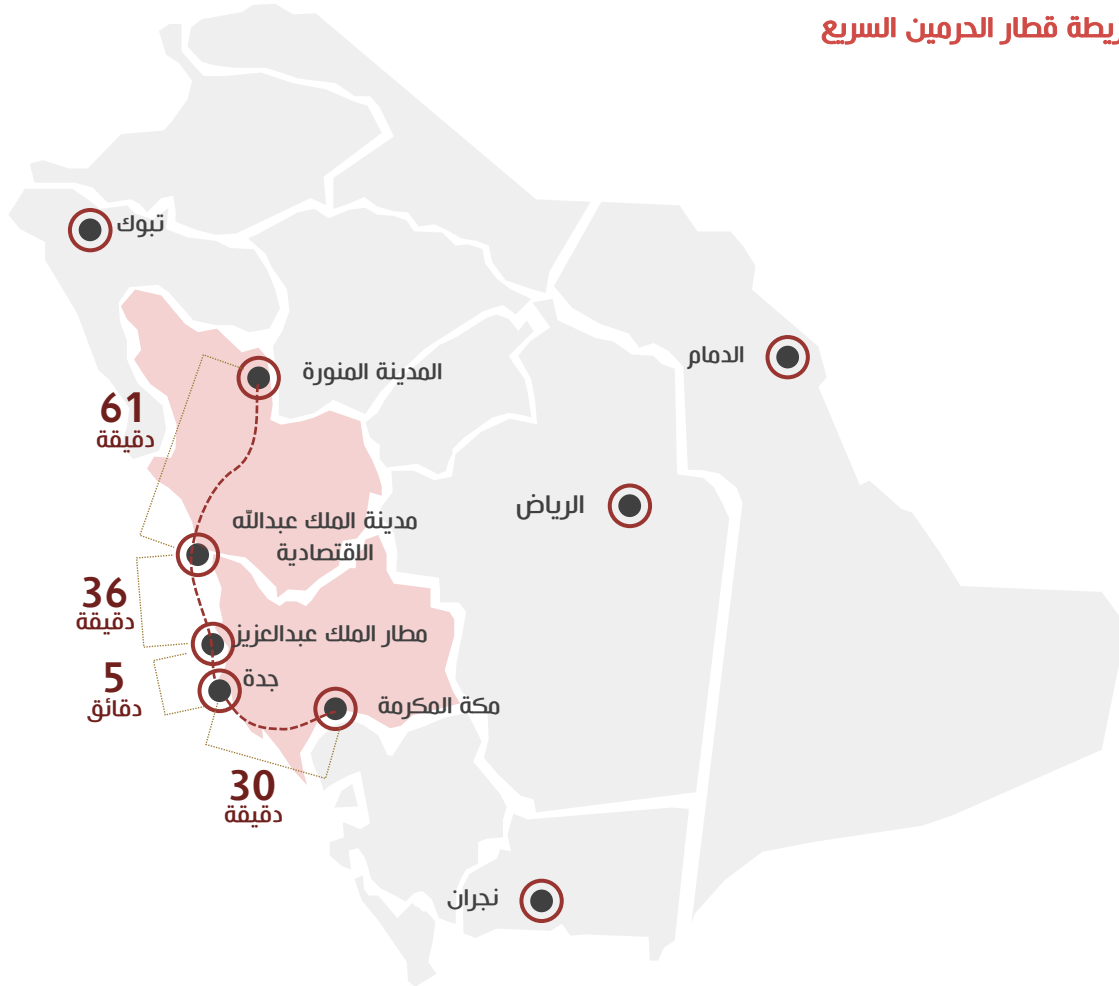 ريطة قطار الحرمين السريع
تبوك
الدمام
المدينة المنورة
61
دقيقة
الرياض
مدينة الملك عبدالله
الاقتصادية
36
دقيقة
مطار الملك عبدالعزيز
جدة
5
دقائق
مكة المكرمة
30
دقيقة
نجران